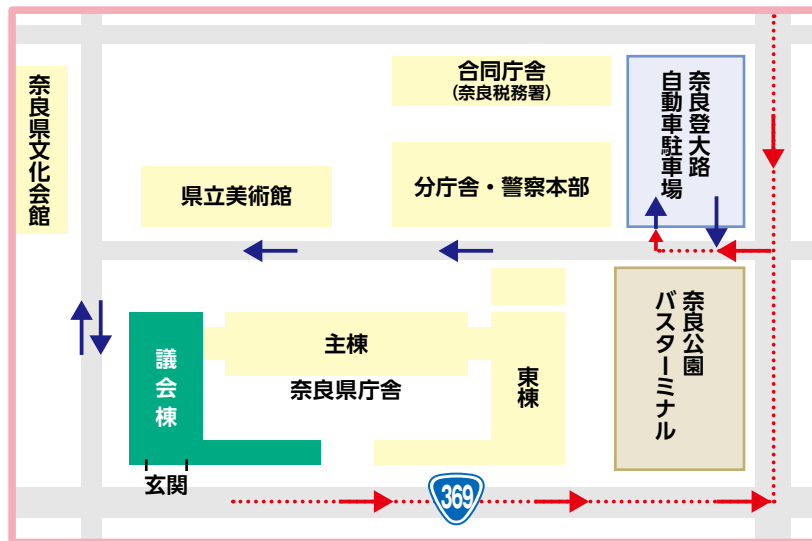 合同庁舎
(奈良税務署)
奈良登大路
自動車駐車場
奈良県文化会館
県立美術館
分庁舎・警察本部
奈良公園
バスターミナル
議会棟
主棟
奈良県庁舎
東棟
玄関
369